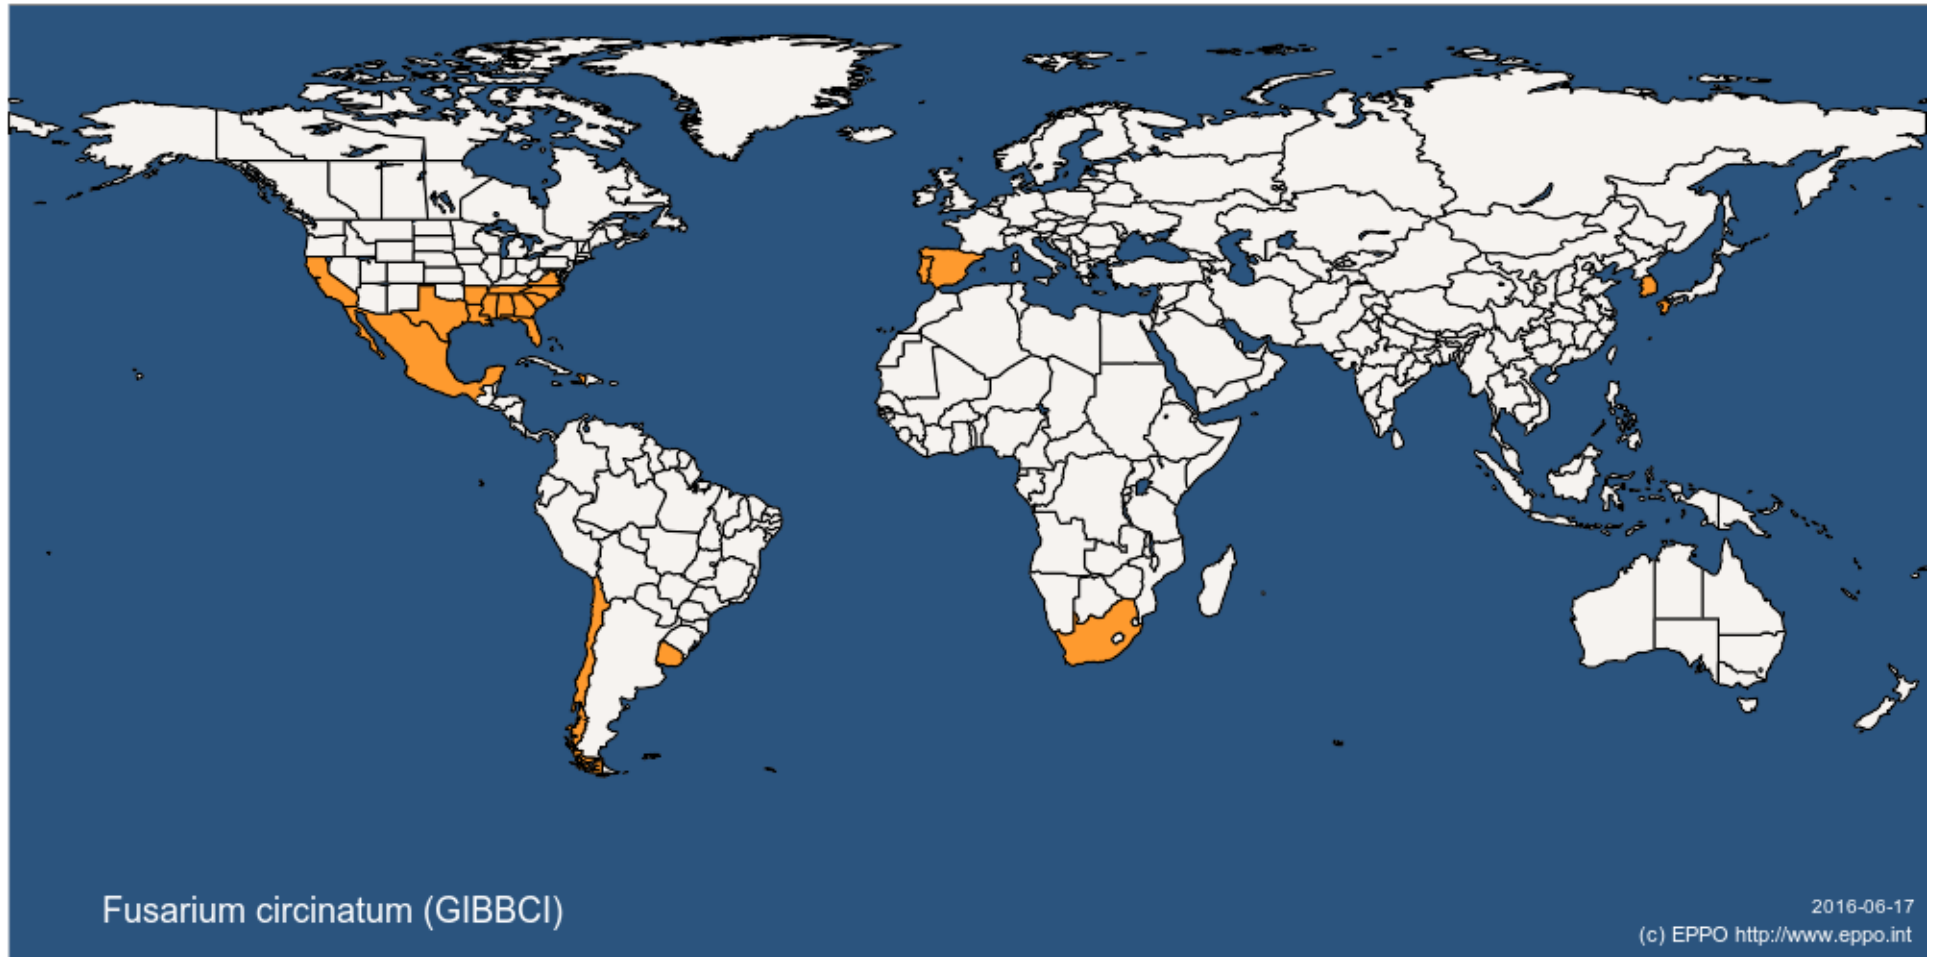 Fusarium circinatum (GIBBCI)
2016-06-17
(c) EPPO http://www.eppo.int